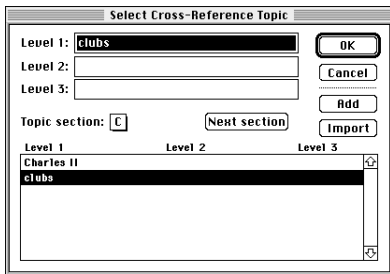 Select Cross-Reference Topic
Level 1: clubs
OK
Level 2:
Cancel
Level 3:
Add
Topic section: C Next section
Import
Level 1 Level 2 Level 3
Charles II
clubs